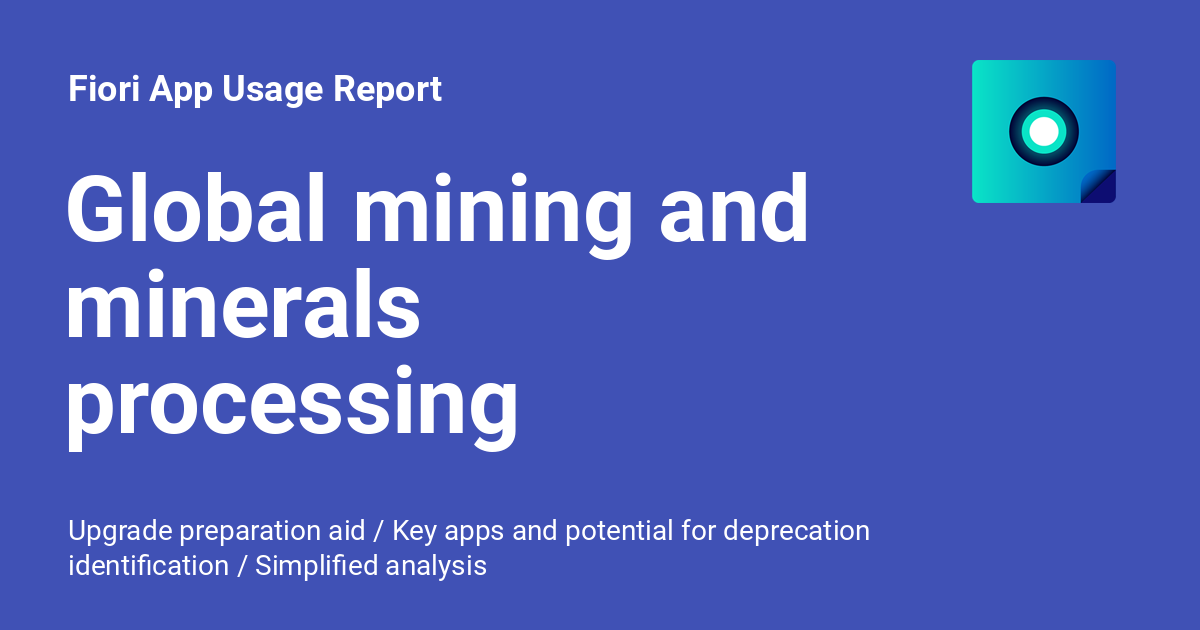 Fiori App Usage Report
Global mining and
minerals
processing
Upgrade preparation aid / Key apps and potential for deprecation
identification / Simplified analysis